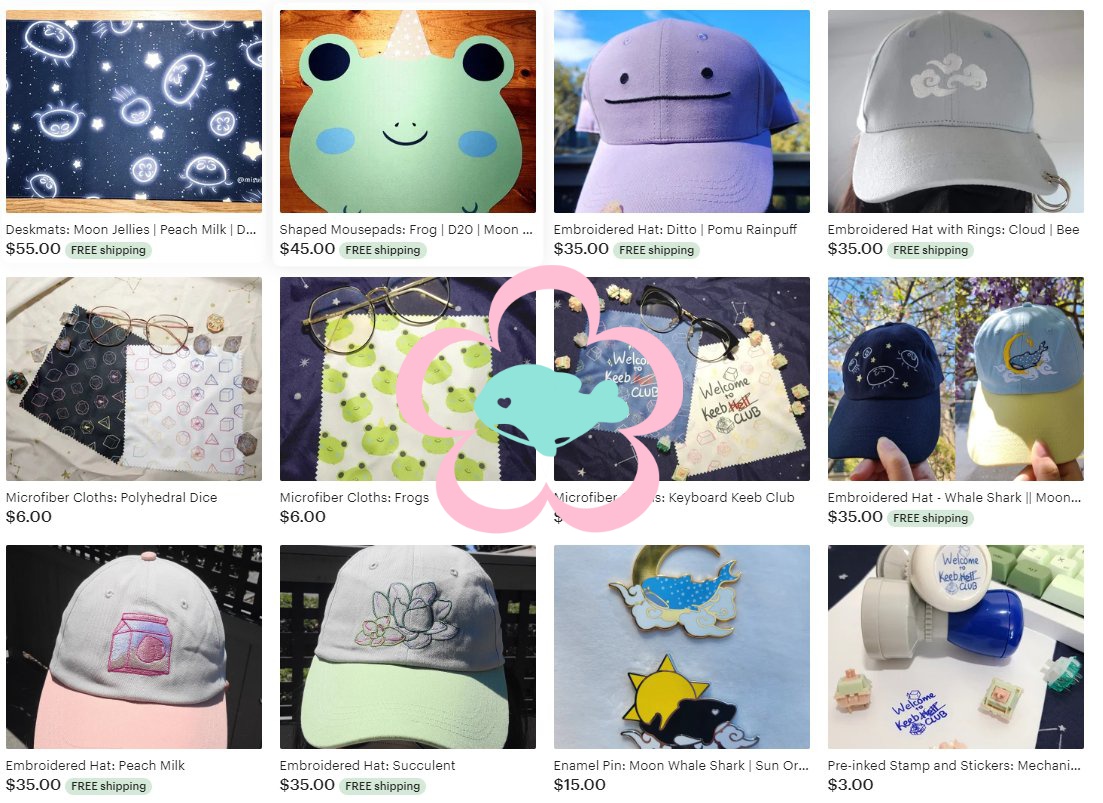 @misul
Deskmats: Moon Jellies | Peach Milk | D...
$55.00 FREE shipping
Shaped Mousepads: Frog | D20 | Moon ...
$45.00 FREE shipping
Embroidered Hat: Ditto | Pomu Rainpuff
$35.00 FREE shipping
Embroidered Hat with Rings: Cloud | Bee
$35.00 FREE shipping
Welcome
to
Keeb
CLUB
Welcome
to
Keeb Hell
CLUB
Microfiber Cloths: Polyhedral Dice
$6.00
Microfiber Cloths: Frogs
$6.00
Microfiber Keyboard Keeb Club
$
Embroidered Hat - Whale Shark || Moon...
$35.00 FREE shipping
Welcome
to
Keeb Hell
CLUB
Welcome
to
Keeb Hell
CLUB
Embroidered Hat: Peach Milk
$35.00 FREE shipping
Embroidered Hat: Succulent
$35.00 FREE shipping
Enamel Pin: Moon Whale Shark | Sun Or...
$15.00
Pre-inked Stamp and Stickers: Mechani...
$3.00